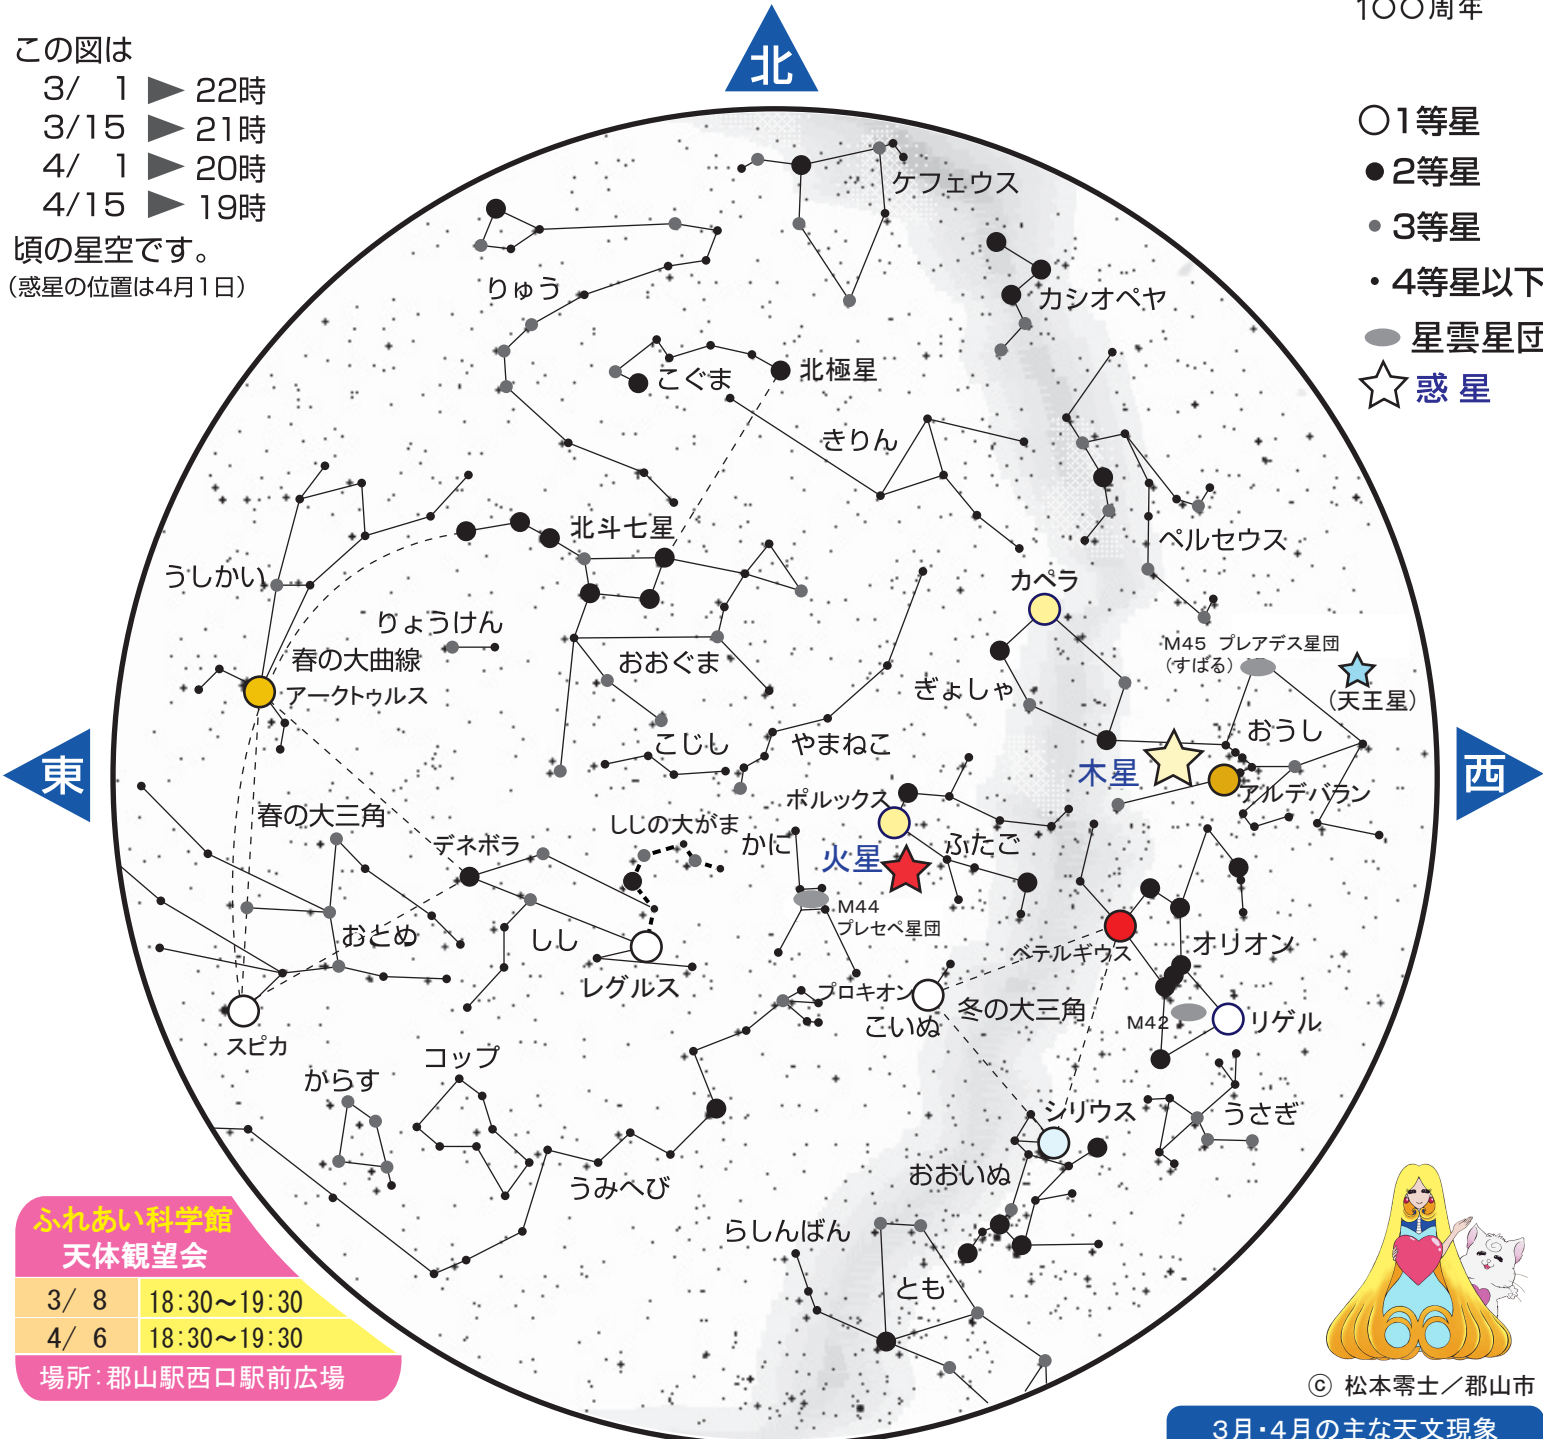 100周年
この図は
3/ 1 ▶ 22時
3/15 ▶ 21時
4/ 1 ▶ 20時
4/15 ▶ 19時
頃の星空です。
（惑星の位置は4月1日）
北
○1等星
●2等星
●3等星
・4等星以下
星雲星団
惑星
ケフェウス
カシオペヤ
りゅう
こぐま
北極星
きりん
北斗七星
ペルセウス
うしかい
カペラ
りょうけん
春の大曲線
おおぐま
M45 プレアデス星団
（すばる）
アークトゥルス
ぎょしゃ
（天王星）
こじし
やまねこ
おうし
東
西
木星
アルデバラン
春の大三角
ポルックス
デネボラ
ししの大がま
かに
火星
ふたご
M44
プレセペ星団
おとめ
しし
ベテルギウス
オリオン
レグルス
プロキオン
冬の大三角
こいぬ
M42
リゲル
スピカ
コップ
からす
シリウス
うさぎ
おおいぬ
うみへび
らしんばん
とも
ふれあい科学館
天体観望会
3/ 8 18:30〜19:30
4/ 6 18:30〜19:30
場所：郡山駅西口駅前広場
© 松本零士／郡山市
3月・4月の主な天文現象